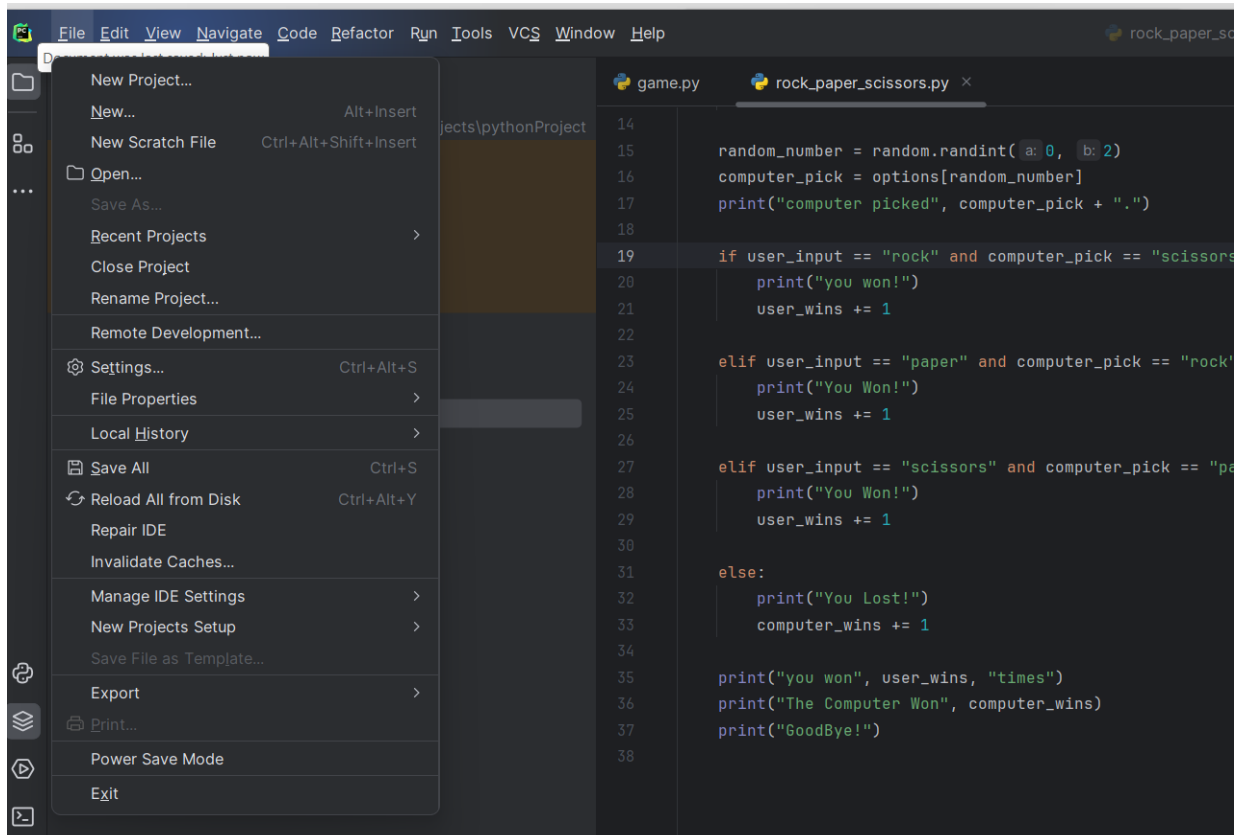 PC
File Edit View Navigate Code Refactor Run Tools VCS Window Help
rock_paper_sc
New Project...
New... Alt+Insert
New Scratch File Ctrl+Alt+Shift+Insert
Open...
Save As...
Recent Projects
Close Project
Rename Project...
Remote Development...
Settings... Ctrl+Alt+S
File Properties
Local History
Save All Ctrl+S
Reload All from Disk Ctrl+Alt+Y
Repair IDE
Invalidate Caches...
Manage IDE Settings
New Projects Setup
Save File as Template...
Export
Print...
Power Save Mode
Exit
jects\pythonProject
game.py rock_paper_scissors.py
14
15 random_number = random.randint( a: 0, b: 2)
16 computer_pick = options[random_number]
17 print("computer picked", computer_pick + ".")
18
19 if user_input == "rock" and computer_pick == "scissors
20 print("you won!")
21 user_wins += 1
22
23 elif user_input == "paper" and computer_pick == "rock"
24 print("You Won!")
25 user_wins += 1
26
27 elif user_input == "scissors" and computer_pick == "pa
28 print("You Won!")
29 user_wins += 1
30
31 else:
32 print("You Lost!")
33 computer_wins += 1
34
35 print("you won", user_wins, "times")
36 print("The Computer Won", computer_wins)
37 print("GoodBye!")
38